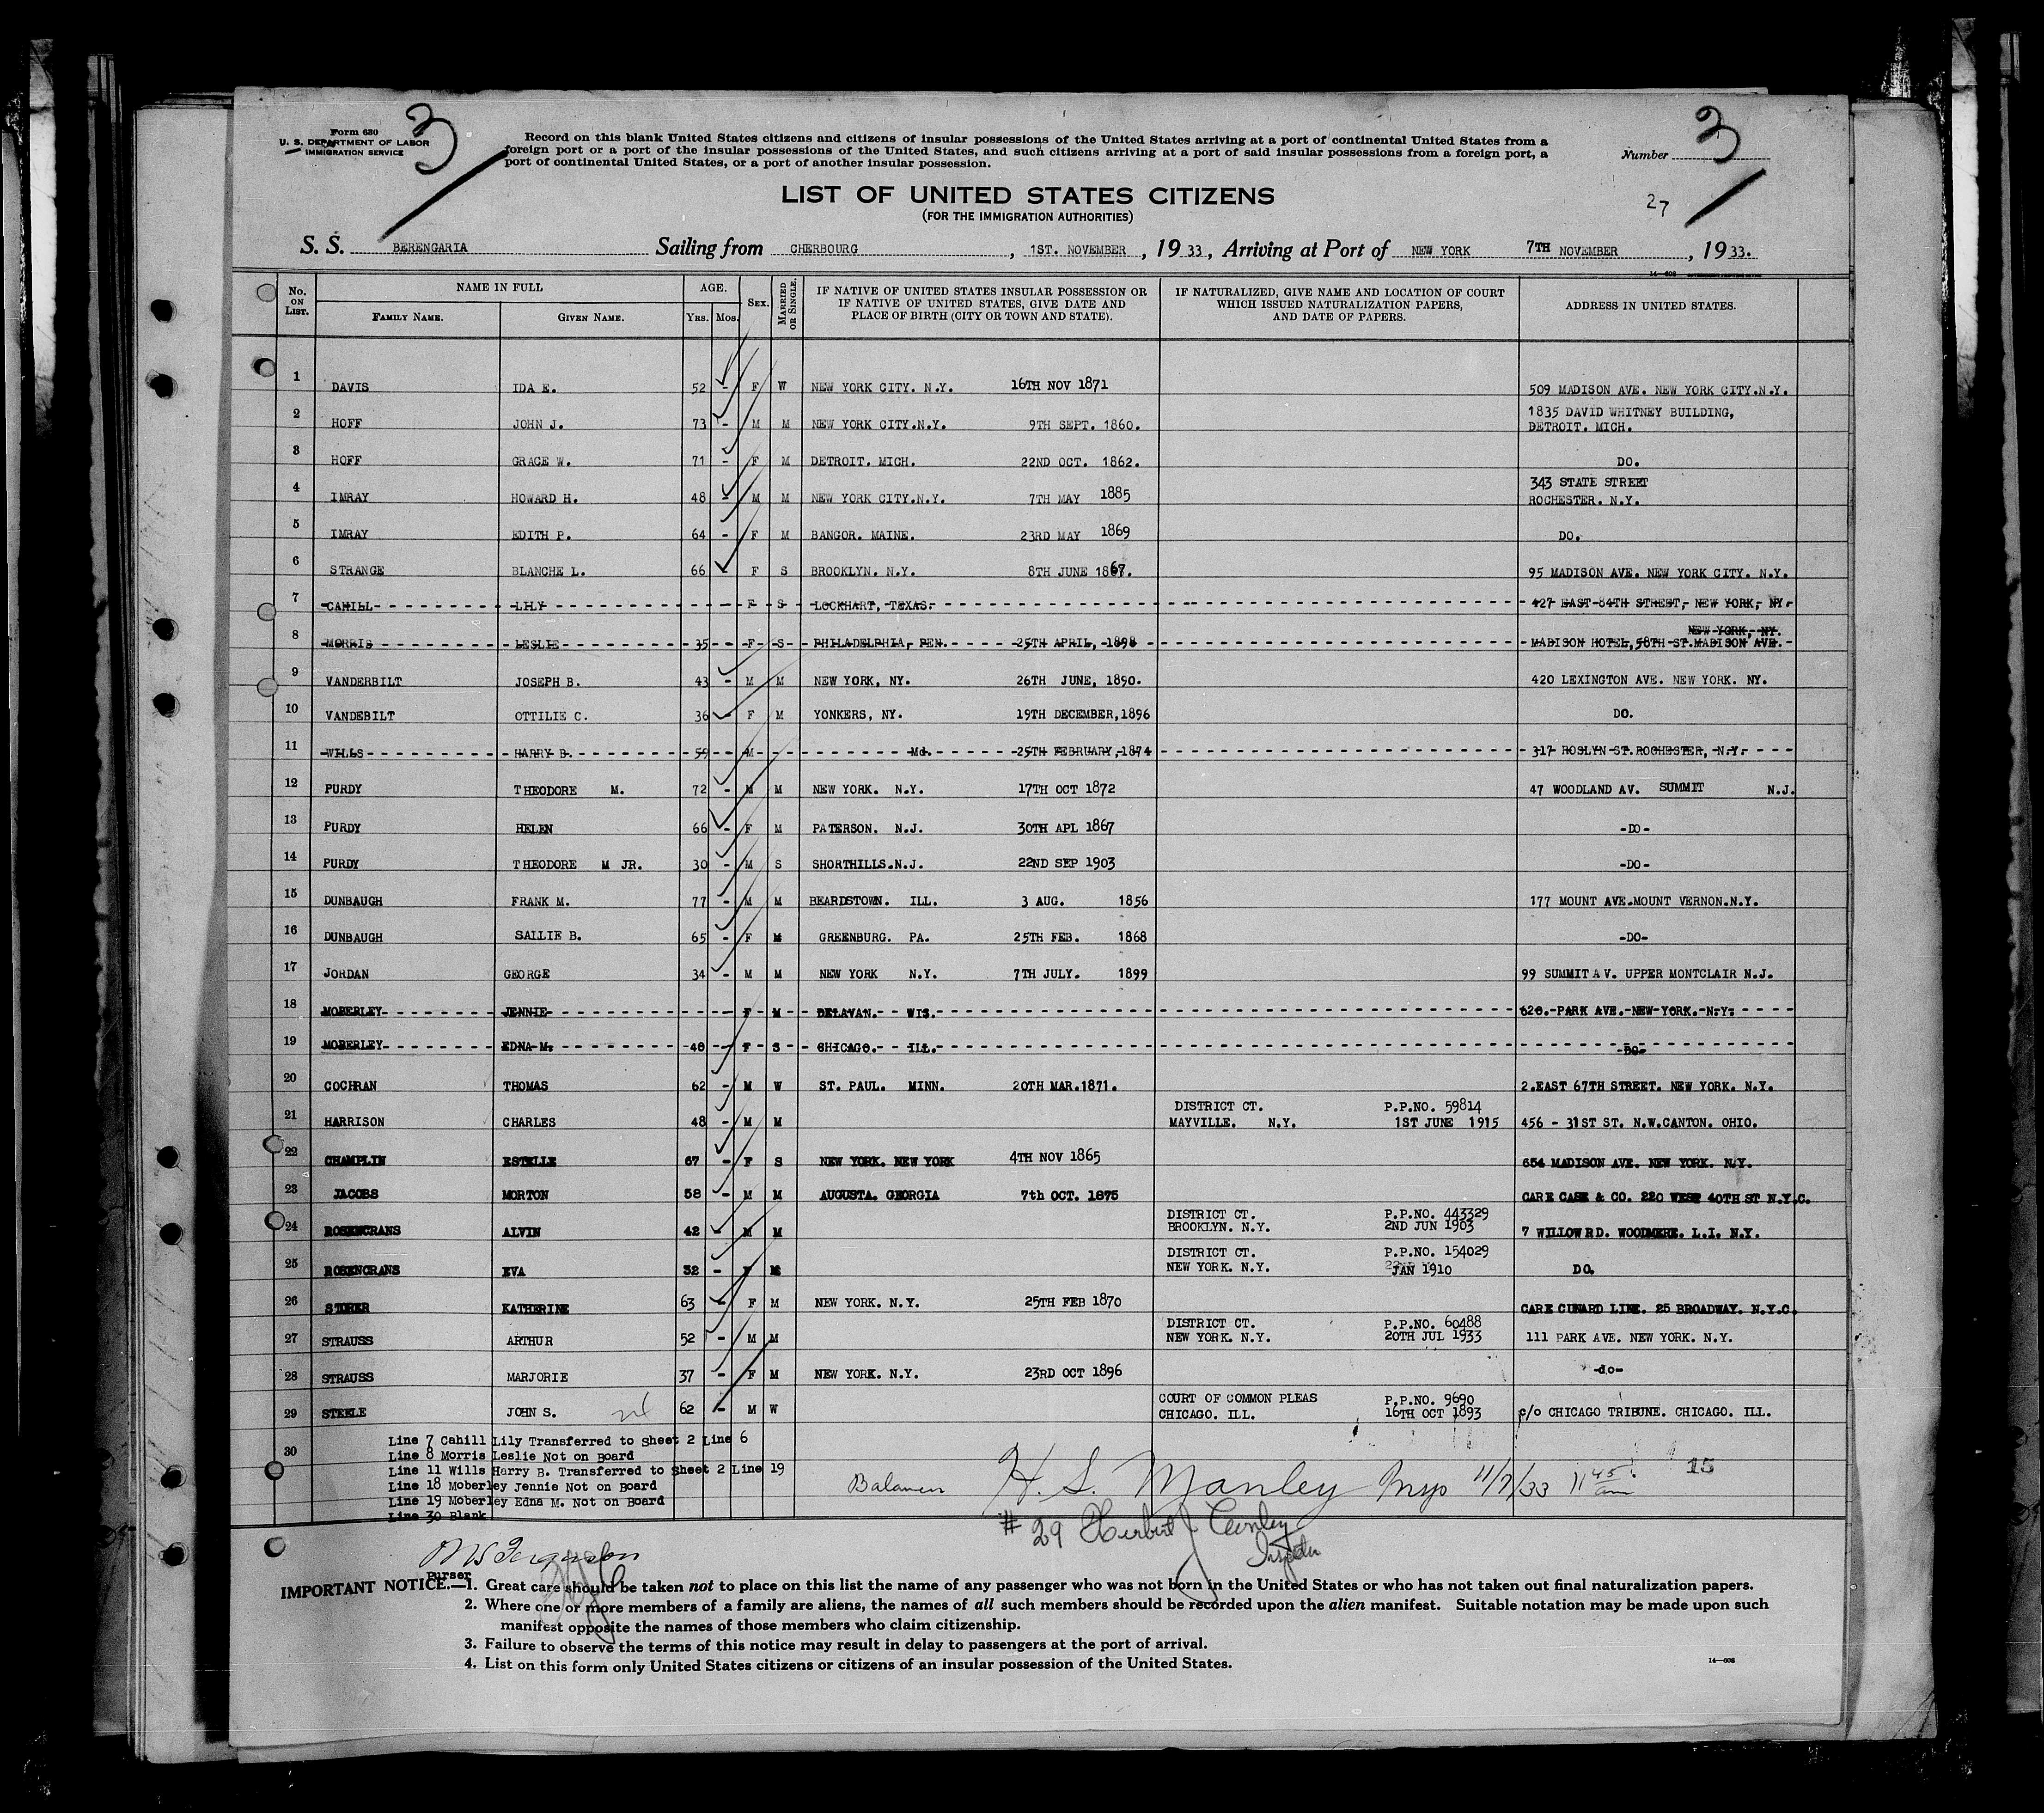 3
Form 630
U. S. DEPARTMENT OF LABOR
IMMIGRATION SERVICE
Record on this blank United States citizens and citizens of insular possessions of the United States arriving at a port of continental United States from a
foreign port or a port of the insular possessions of the United States, and such citizens arriving at a port of said insular possessions from a foreign port, a
port of continental United States, or a port of another insular possession.
Number 3
27
LIST OF UNITED STATES CITIZENS
(FOR THE IMMIGRATION AUTHORITIES)
S. S. BERENGARIA Sailing from CHERBOURG, 1ST. NOVEMBER, 1933, Arriving at Port of NEW YORK 7TH NOVEMBER, 1933.
No. ON LIST. NAME IN FULL FAMILY NAME. GIVEN NAME. AGE. YRS. MOS. SEX. MARRIED OR SINGLE. IF NATIVE OF UNITED STATES INSULAR POSSESSION OR IF NATIVE OF UNITED STATES, GIVE DATE AND PLACE OF BIRTH (CITY OR TOWN AND STATE). IF NATURALIZED, GIVE NAME AND LOCATION OF COURT WHICH ISSUED NATURALIZATION PAPERS, AND DATE OF PAPERS. ADDRESS IN UNITED STATES.
1 DAVIS IDA E. 52 - F W NEW YORK CITY. N.Y. 16TH NOV 1871 509 MADISON AVE. NEW YORK CITY.N.Y.
2 HOFF JOHN J. 73 - M M NEW YORK CITY.N.Y. 9TH SEPT. 1860. 1835 DAVID WHITNEY BUILDING, DETROIT. MICH.
3 HOFF GRACE W. 71 - F M DETROIT. MICH. 22ND OCT. 1862. DO.
4 IMRAY HOWARD H. 48 - M M NEW YORK CITY.N.Y. 7TH MAY 1885 343 STATE STREET ROCHESTER. N.Y.
5 IMRAY EDITH P. 64 - F M BANGOR. MAINE. 23RD MAY 1869 DO.
6 STRANGE BLANCHE L. 66 - F S BROOKLYN. N.Y. 8TH JUNE 1867. 95 MADISON AVE. NEW YORK CITY. N.Y.
7 CAHILL LILY F S LOCKHART, TEXAS. 427 EAST 84TH STREET, NEW YORK, NY.
8 MORRIS LESLIE 35 F S PHILADELPHIA, PEN. 25TH APRIL, 1898 MADISON HOTEL,58TH ST.MADISON AVE. NEW YORK, NY.
9 VANDERBILT JOSEPH B. 43 - M M NEW YORK, NY. 26TH JUNE, 1890. 420 LEXINGTON AVE. NEW YORK. NY.
10 VANDEBILT OTTILIE C. 36 - F M YONKERS, NY. 19TH DECEMBER,1896 DO.
11 WILLS HARRY B. 59 M Md. 25TH FEBRUARY, 1874 317 ROSLYN ST.ROCHESTER, N.Y.
12 PURDY THEODORE M. 72 - M M NEW YORK. N.Y. 17TH OCT 1872 47 WOODLAND AV. SUMMIT N.J.
13 PURDY HELEN 66 - F M PATERSON. N.J. 30TH APL 1867 -DO-
14 PURDY THEODORE M JR. 30 - M S SHORTHILLS.N.J. 22ND SEP 1903 -DO-
15 DUNBAUGH FRANK M. 77 - M M BEARDSTOWN. ILL. 3 AUG. 1856 177 MOUNT AVE.MOUNT VERNON.N.Y.
16 DUNBAUGH SALLIE B. 65 - F M GREENBURG. PA. 25TH FEB. 1868 -DO-
17 JORDAN GEORGE 34 - M M NEW YORK N.Y. 7TH JULY. 1899 99 SUMMIT AV. UPPER MONTCLAIR N.J.
18 MOBERLEY JENNIE F M DELAVAN. WIS. 620. PARK AVE. NEW YORK. N.Y.
19 MOBERLEY EDNA M. 40 F S CHICAGO. ILL. -DO-
20 COCHRAN THOMAS 62 - M W ST. PAUL. MINN. 20TH MAR.1871. 2.EAST 67TH STREET. NEW YORK. N.Y.
21 HARRISON CHARLES 48 - M M DISTRICT CT. MAYVILLE. N.Y. P.P.NO. 59814 1ST JUNE 1915 456 - 31ST ST. N.W.CANTON. OHIO.
22 CHAMPLIN ESTELLE 67 - F S NEW YORK. NEW YORK 4TH NOV 1865 654 MADISON AVE. NEW YORK. N.Y.
23 JACOBS MORTON 58 - M M AUGUSTA. GEORGIA 7th OCT. 1875 CARE CASE & CO. 220 WEST 40TH ST N.Y.C.
24 ROSENCRANS ALVIN 42 - M M DISTRICT CT. BROOKLYN. N.Y. P.P.NO. 443329 2ND JUN 1903 7 WILLOW RD. WOODMERE. L.I. N.Y.
25 ROSENCRANS EVA 32 - F M DISTRICT CT. NEW YORK. N.Y. P.P.NO. 154029 JAN 1910 DO.
26 STORER KATHERINE 63 - F M NEW YORK. N.Y. 25TH FEB 1870 CARE CUNARD LINE. 25 BROADWAY. N.Y.C.
27 STRAUSS ARTHUR 52 - M M DISTRICT CT. NEW YORK. N.Y. P.P.NO. 60488 20TH JUL 1933 111 PARK AVE. NEW YORK. N.Y.
28 STRAUSS MARJORIE 37 - F M NEW YORK. N.Y. 23RD OCT 1896 -do-
29 STEELE JOHN S. 62 - M W COURT OF COMMON PLEAS CHICAGO. ILL. P.P.NO. 9690 16TH OCT 1893 c/o CHICAGO TRIBUNE. CHICAGO. ILL.
30
Line 7 Cahill Lily Transferred to Sheet 2 Line 6
Line 8 Morris Leslie Not on Board
Line 11 Wills Harry B. Transferred to Sheet 2 Line 19
Line 18 Moberley Jennie Not on Board
Line 19 Moberley Edna M. Not on Board
Line 30 Blank
H. S. Manley Insp 11/7/33 11 45 am
15
# 29 Herbert J
Purser
IMPORTANT NOTICE.—1. Great care should be taken not to place on this list the name of any passenger who was not born in the United States or who has not taken out final naturalization papers.
2. Where one or more members of a family are aliens, the names of all such members should be recorded upon the alien manifest. Suitable notation may be made upon such
manifest opposite the names of those members who claim citizenship.
3. Failure to observe the terms of this notice may result in delay to passengers at the port of arrival.
4. List on this form only United States citizens or citizens of an insular possession of the United States.
14—608